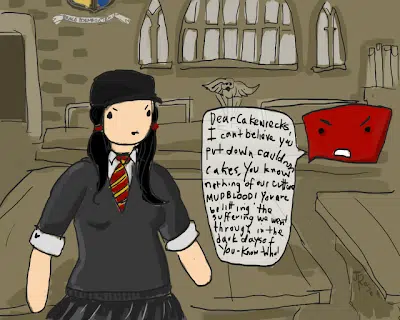 Dear Cakewrecks,
I can't believe you
put down cauldron
cakes. You know
nothing of our culture
MUDBLOOD! You are
belitting the
suffering we went
through in the
dark days of
You-Know-Who!